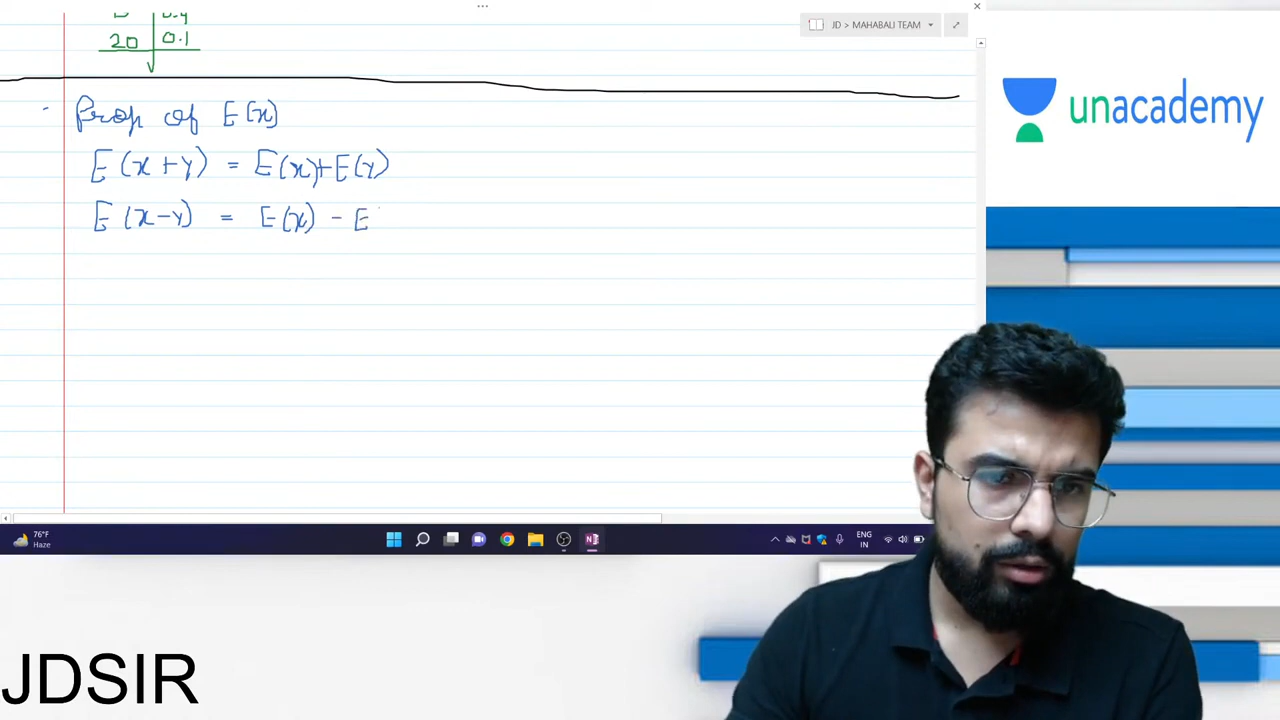 JD > MAHABALI TEAM
20 0.1
Prop of E[x]
E(x+y) = E(x)+E(y)
E(x-y) = E(x) - E
unacademy
76°F
Haze
ENG
IN
JDSIR